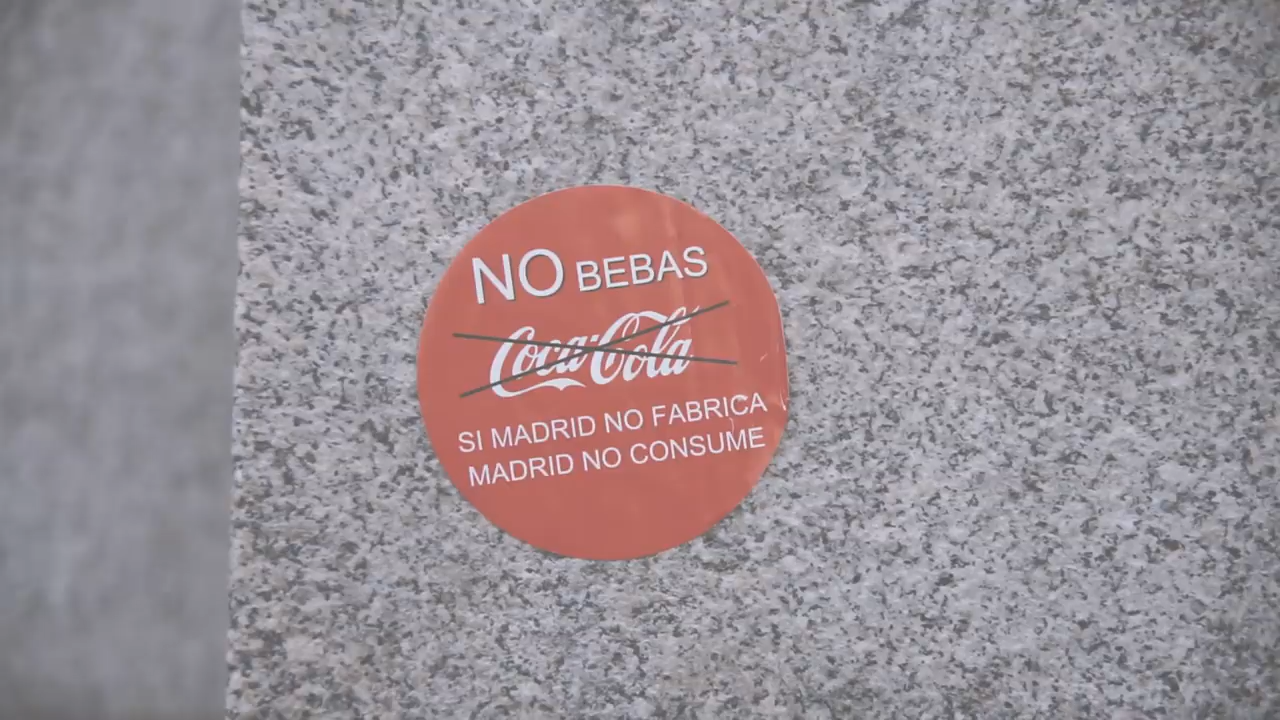 NO BEBAS
Coca-Cola
SI MADRID NO FABRICA
MADRID NO CONSUME